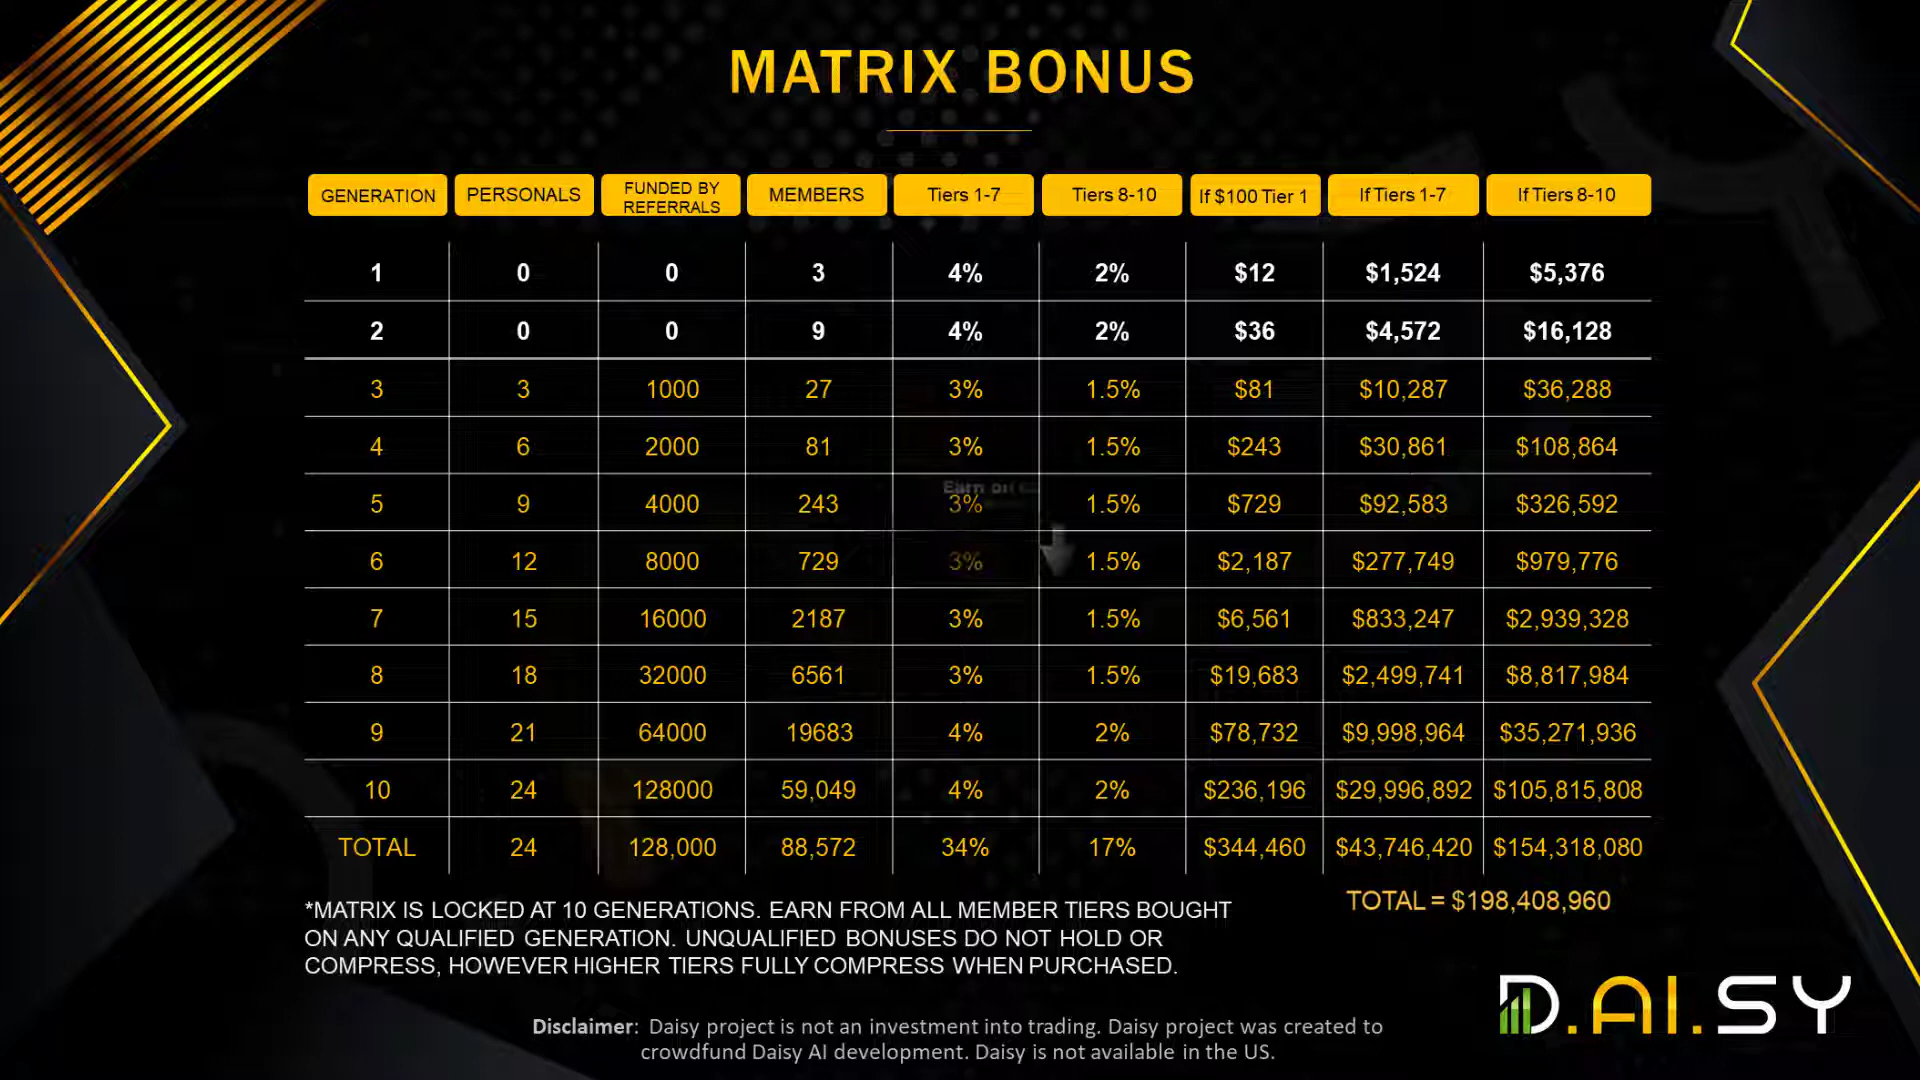 MATRIX BONUS
GENERATION PERSONALS FUNDED BY REFERRALS MEMBERS Tiers 1-7 Tiers 8-10 If $100 Tier 1 If Tiers 1-7 If Tiers 8-10
1 0 0 3 4% 2% $12 $1,524 $5,376
2 0 0 9 4% 2% $36 $4,572 $16,128
3 3 1000 27 3% 1.5% $81 $10,287 $36,288
4 6 2000 81 3% 1.5% $243 $30,861 $108,864
5 9 4000 243 3% 1.5% $729 $92,583 $326,592
6 12 8000 729 3% 1.5% $2,187 $277,749 $979,776
7 15 16000 2187 3% 1.5% $6,561 $833,247 $2,939,328
8 18 32000 6561 3% 1.5% $19,683 $2,499,741 $8,817,984
9 21 64000 19683 4% 2% $78,732 $9,998,964 $35,271,936
10 24 128000 59,049 4% 2% $236,196 $29,996,892 $105,815,808
TOTAL 24 128,000 88,572 34% 17% $344,460 $43,746,420 $154,318,080
TOTAL = $198,408,960
*MATRIX IS LOCKED AT 10 GENERATIONS. EARN FROM ALL MEMBER TIERS BOUGHT
ON ANY QUALIFIED GENERATION. UNQUALIFIED BONUSES DO NOT HOLD OR
COMPRESS, HOWEVER HIGHER TIERS FULLY COMPRESS WHEN PURCHASED.
D.AI.SY
Disclaimer: Daisy project is not an investment into trading. Daisy project was created to
crowdfund Daisy AI development. Daisy is not available in the US.